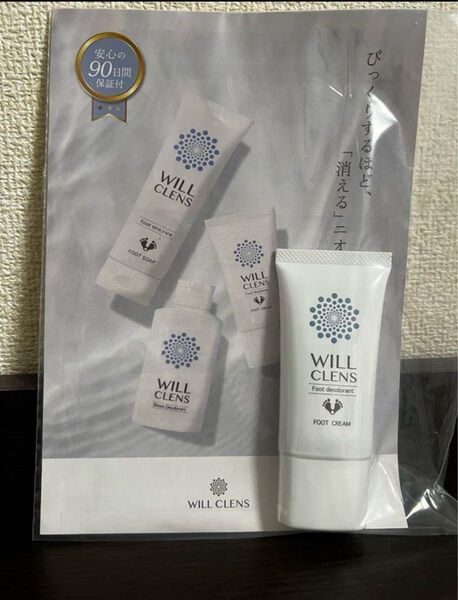 安心の
90日間
保証付
びっくりするほど、
「消える」ニオ
WILL
CLENS
Foot Skin Care
FOOT SOAP
WILL
CLENS
Foot deodorant
FOOT CREAM
WILL
CLENS
Shoes Deodorant
WILL CLENS
WILL
CLENS
Foot deodorant
FOOT CREAM